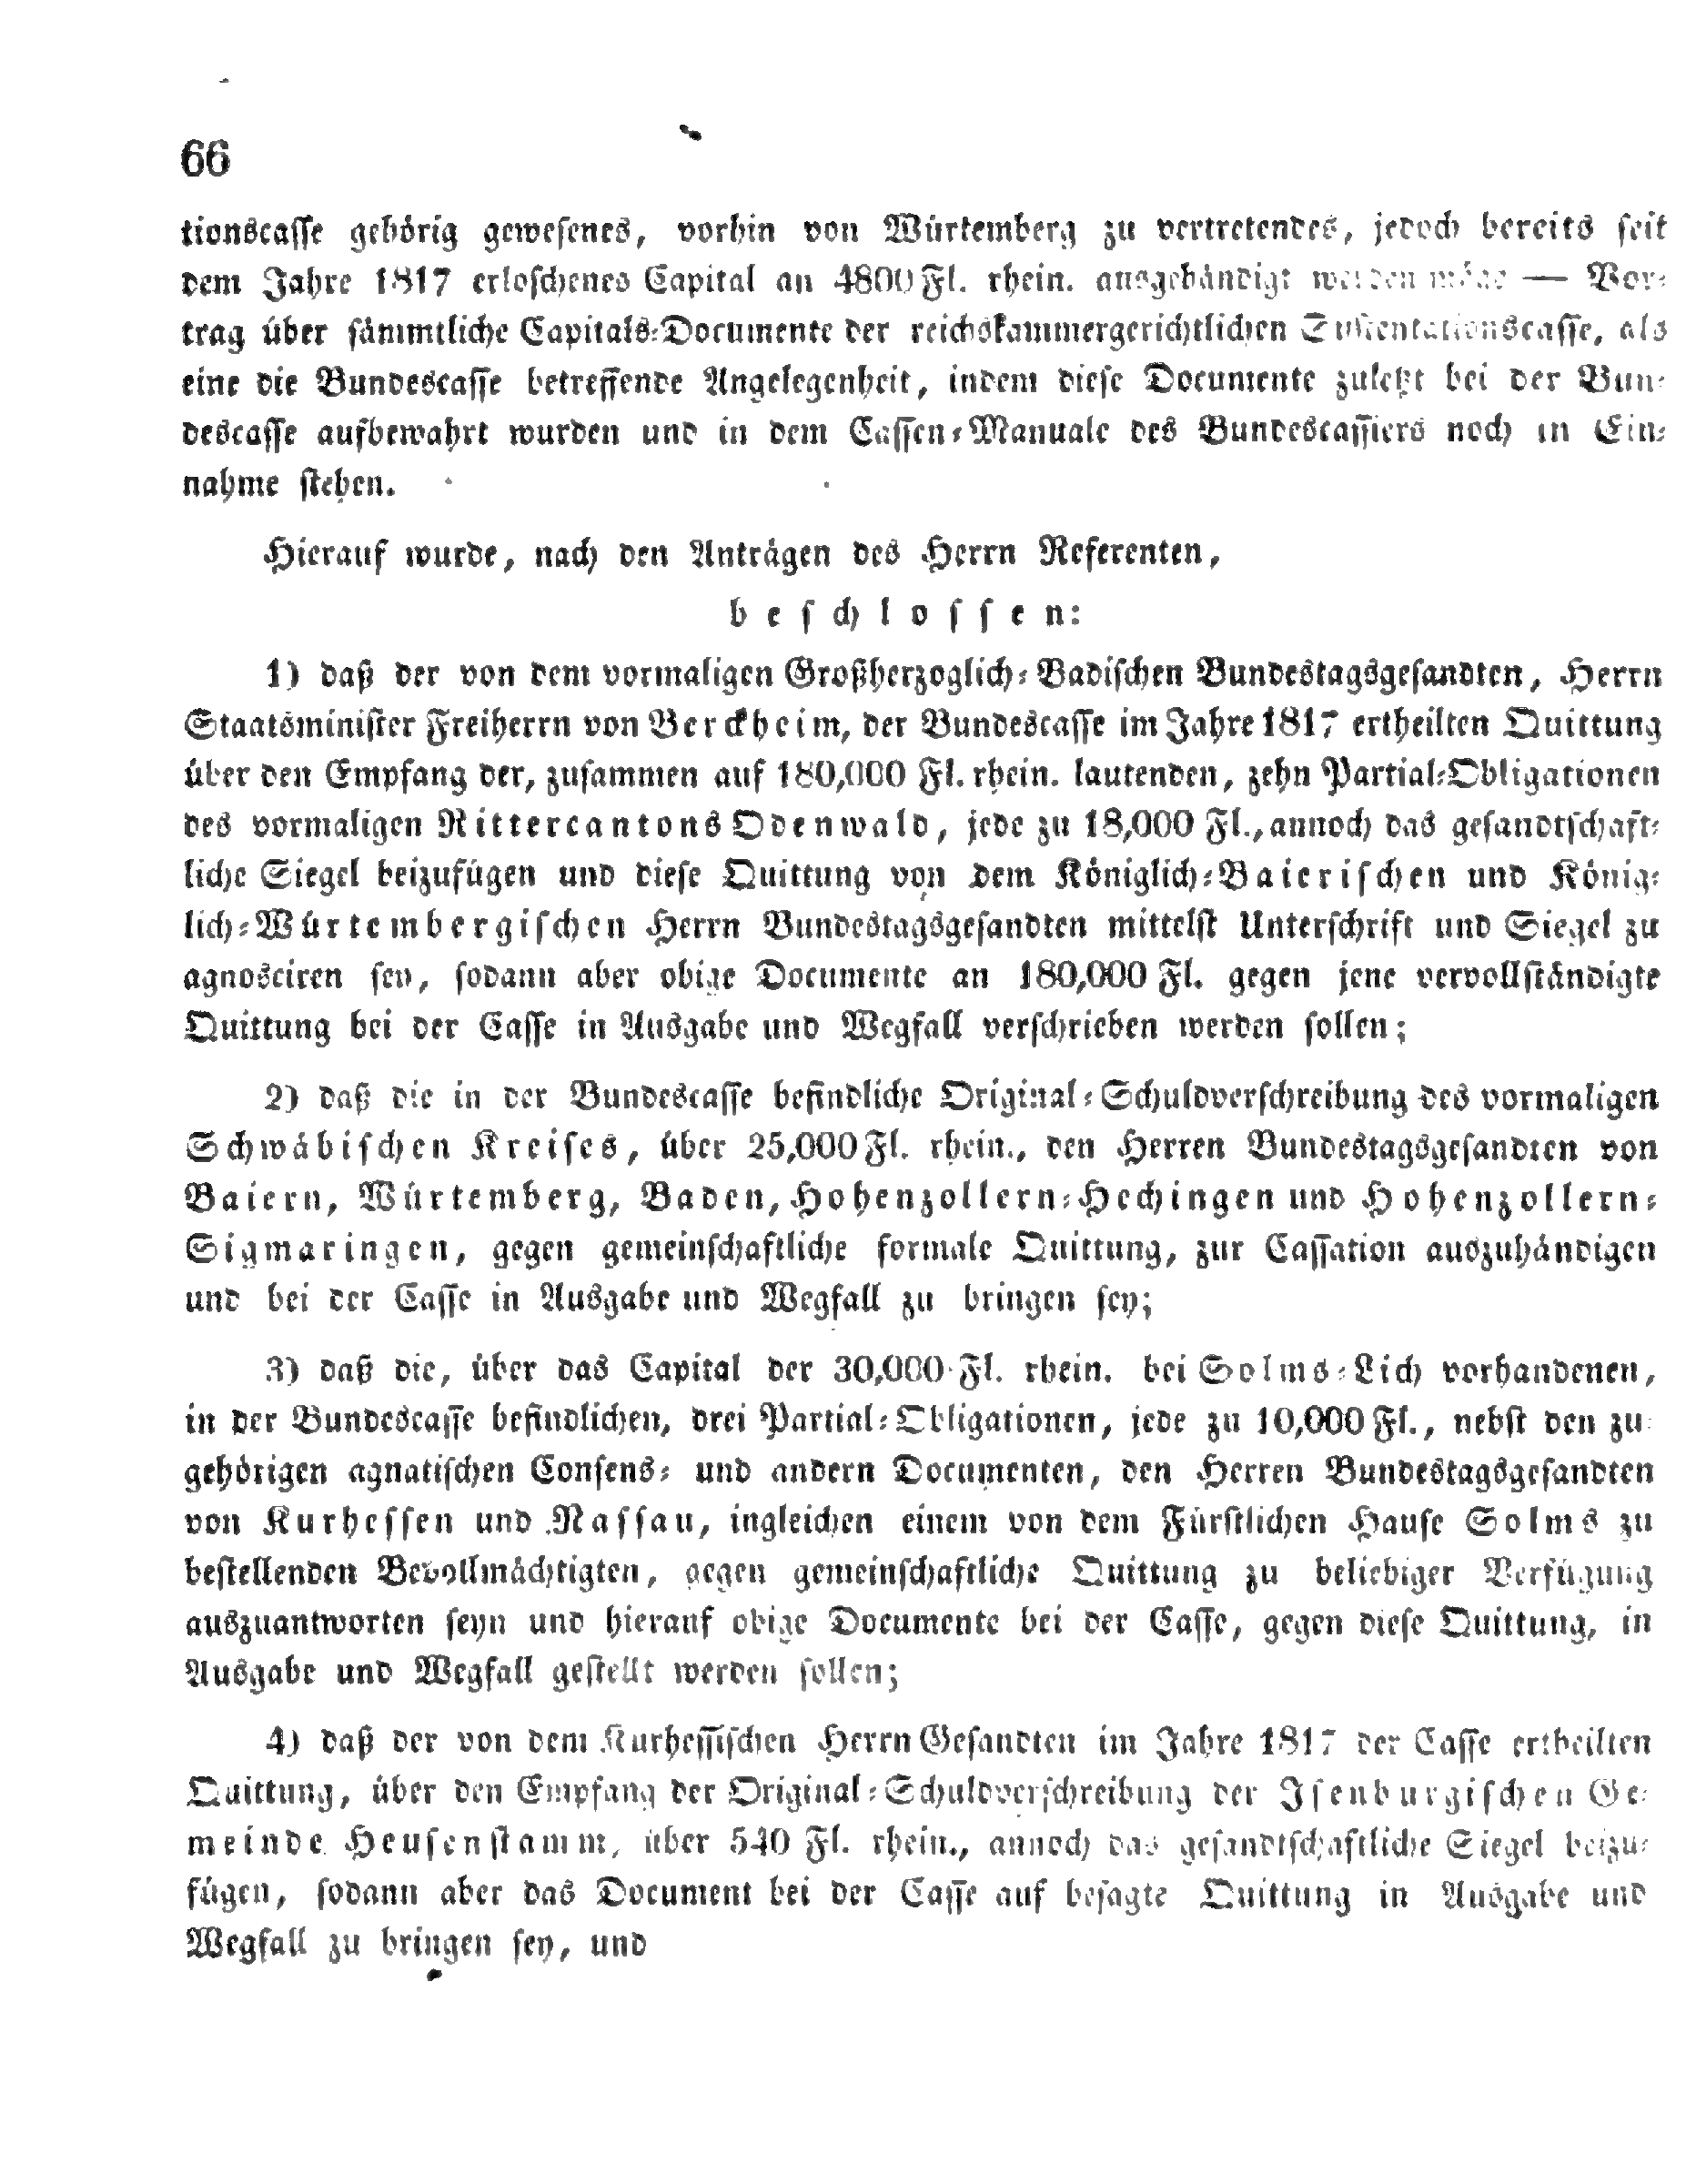 66
tionscasse gehörig gewesenes, vorhin von Würtemberg zu vertretendes, jedoch bereits seit
dem Jahre 1817 erloschenes Capital an 4800 Fl. rhein. ausgehändigt werden möge — Vor-
trag über sämmtliche Capitals-Documente der reichskammergerichtlichen Sustentationscasse, als
eine die Bundescasse betreffende Angelegenheit, indem diese Documente zuletzt bei der Bun-
descasse aufbewahrt wurden und in dem Cassen-Manuale des Bundescassiers noch in Ein-
nahme stehen.
Hierauf wurde, nach den Anträgen des Herrn Referenten,
beschlossen:
1) daß der von dem vormaligen Großherzoglich-Badischen Bundestagsgesandten, Herrn
Staatsminister Freiherrn von Berckheim, der Bundescasse im Jahre 1817 ertheilten Quittung
über den Empfang der, zusammen auf 180,000 Fl. rhein. lautenden, zehn Partial-Obligationen
des vormaligen Rittercantons Odenwald, jede zu 18,000 Fl., annoch das gesandtschaft-
liche Siegel beizufügen und diese Quittung von dem Königlich-Baierischen und König-
lich-Würtembergischen Herrn Bundestagsgesandten mittelst Unterschrift und Siegel zu
agnosciren sey, sodann aber obige Documente an 180,000 Fl. gegen jene vervollständigte
Quittung bei der Casse in Ausgabe und Wegfall verschrieben werden sollen;
2) daß die in der Bundescasse befindliche Original-Schuldverschreibung des vormaligen
Schwäbischen Kreises, über 25,000 Fl. rhein., den Herren Bundestagsgesandten von
Baiern, Würtemberg, Baden, Hohenzollern-Hechingen und Hohenzollern-
Sigmaringen, gegen gemeinschaftliche formale Quittung, zur Cassation auszuhändigen
und bei der Casse in Ausgabe und Wegfall zu bringen sey;
3) daß die, über das Capital der 30,000 Fl. rhein. bei Solms-Lich vorhandenen,
in der Bundescasse befindlichen, drei Partial-Obligationen, jede zu 10,000 Fl., nebst den zu-
gehörigen agnatischen Consens- und andern Documenten, den Herren Bundestagsgesandten
von Kurhessen und Nassau, ingleichen einem von dem Fürstlichen Hause Solms zu
bestellenden Bevollmächtigten, gegen gemeinschaftliche Quittung zu beliebiger Verfügung
auszuantworten seyn und hierauf obige Documente bei der Casse, gegen diese Quittung, in
Ausgabe und Wegfall gestellt werden sollen;
4) daß der von dem Kurhessischen Herrn Gesandten im Jahre 1817 der Casse ertheilten
Quittung, über den Empfang der Original-Schuldverschreibung der Isenburgischen Ge-
meinde Heusenstamm, über 540 Fl. rhein., annoch das gesandtschaftliche Siegel beizu-
fügen, sodann aber das Document bei der Casse auf besagte Quittung in Ausgabe und
Wegfall zu bringen sey, und